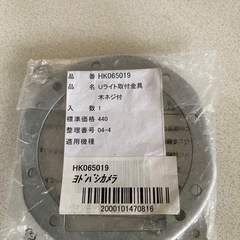 品 番 HK065019
品 名 Uライト取付金具
木ネジ付
入 数 1
標準価格 440
整理番号 04-4
適用機種
HK065019
ヨドバシカメラ
2000101470816